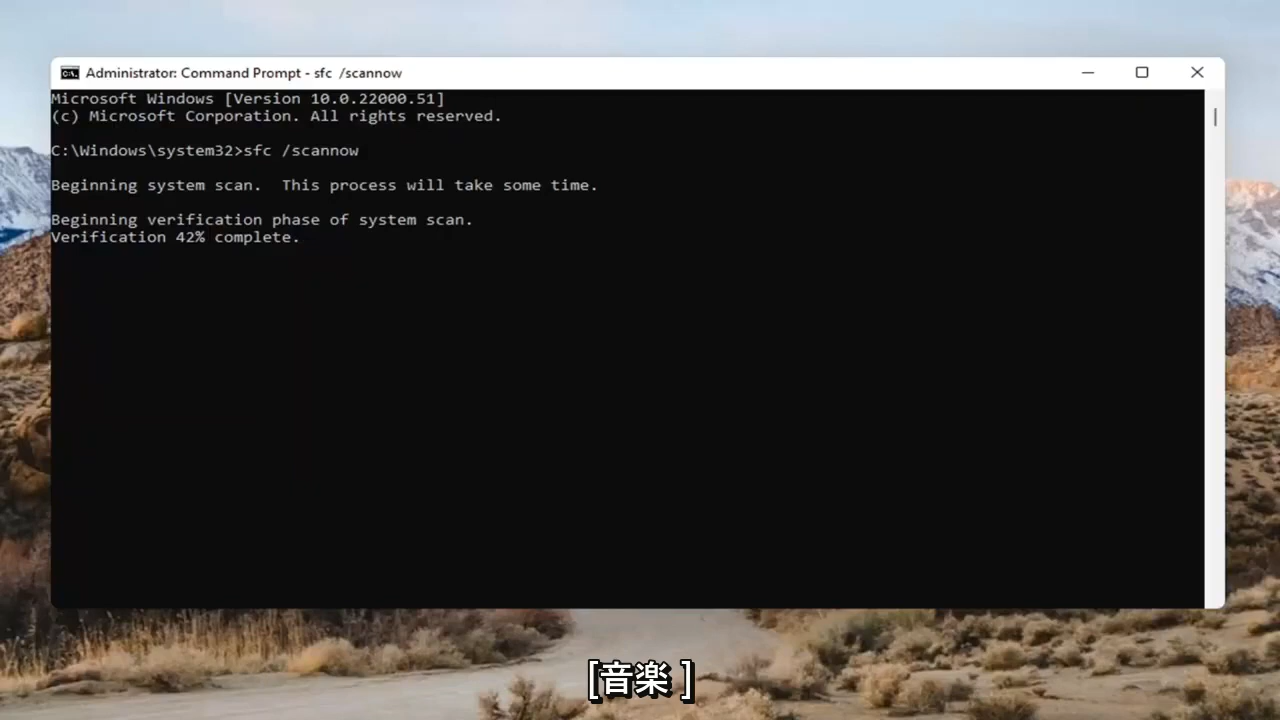 Administrator: Command Prompt - sfc  /scannow
Microsoft Windows [Version 10.0.22000.51]
(c) Microsoft Corporation. All rights reserved.
C:\Windows\system32>sfc /scannow
Beginning system scan.  This process will take some time.
Beginning verification phase of system scan.
Verification 42% complete.
[音楽 ]